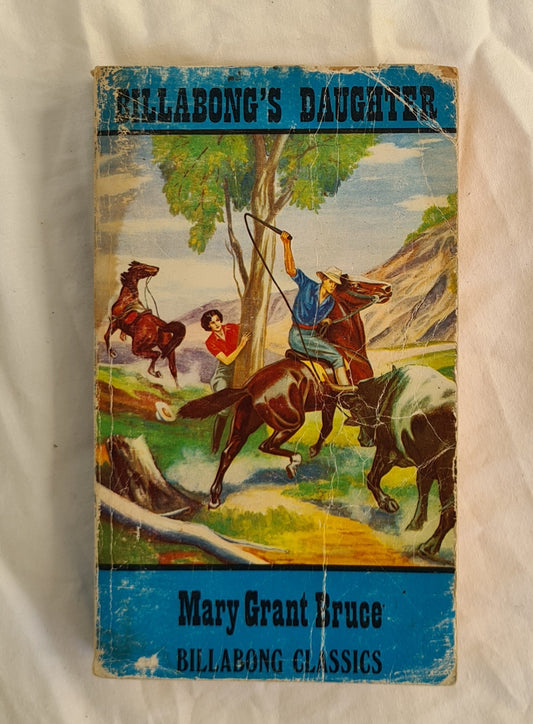 BILLABONG'S DAUGHTER
Mary Grant Bruce
BILLABONG CLASSICS